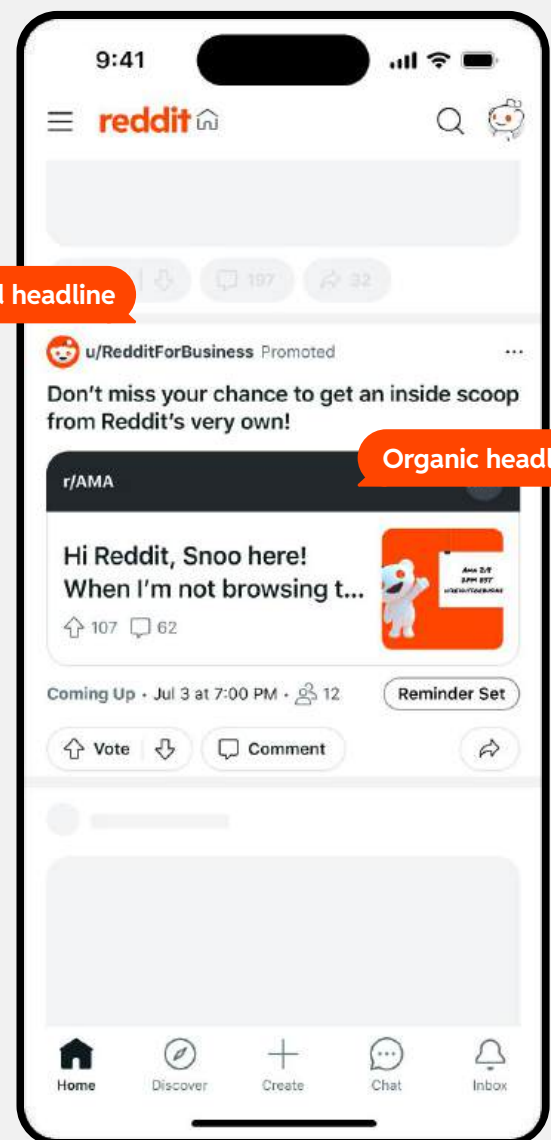 9:41
reddit
197
32
headline
u/RedditForBusiness Promoted
Don't miss your chance to get an inside scoop
from Reddit's very own!
Organic headl
r/AMA
Hi Reddit, Snoo here!
When I'm not browsing t...
107 62
Coming Up · Jul 3 at 7:00 PM · 12
Reminder Set
Vote
Comment
Home
Discover
Create
Chat
Inbox